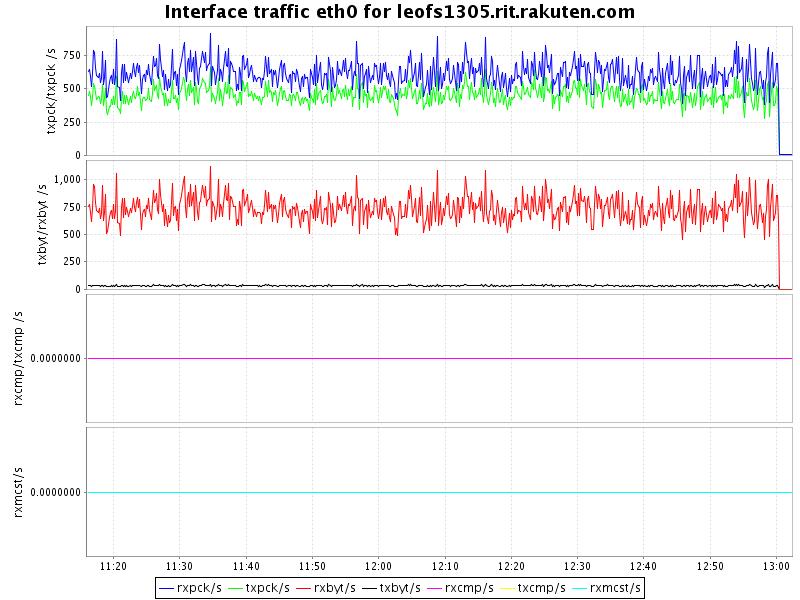 Interface traffic eth0 for leofs1305.rit.rakuten.com
txpck/txpck /s
750
500
250
0
txbyt/rxbyt /s
1,000
750
500
250
0
rxcmp/txcmp /s
0.0000000
rxmcst/s
0.0000000
11:20 11:30 11:40 11:50 12:00 12:10 12:20 12:30 12:40 12:50 13:00
rxpck/s txpck/s rxbyt/s txbyt/s rxcmp/s txcmp/s rxmcst/s